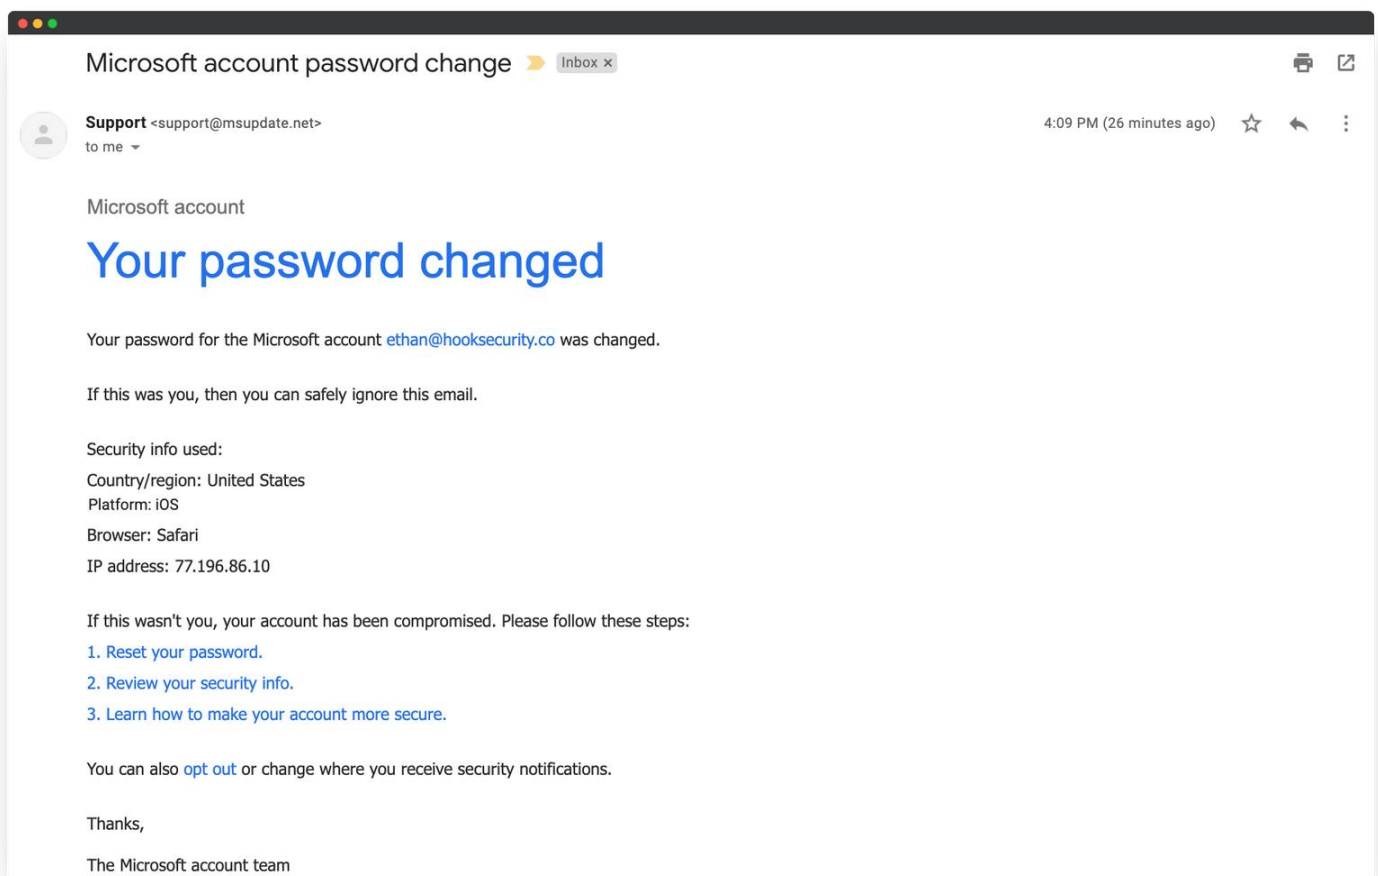 Microsoft account password change Inbox ×
Support <support@msupdate.net> 4:09 PM (26 minutes ago)
to me
Microsoft account
Your password changed
Your password for the Microsoft account ethan@hooksecurity.co was changed.
If this was you, then you can safely ignore this email.
Security info used:
Country/region: United States
Platform: iOS
Browser: Safari
IP address: 77.196.86.10
If this wasn't you, your account has been compromised. Please follow these steps:
1. Reset your password.
2. Review your security info.
3. Learn how to make your account more secure.
You can also opt out or change where you receive security notifications.
Thanks,
The Microsoft account team